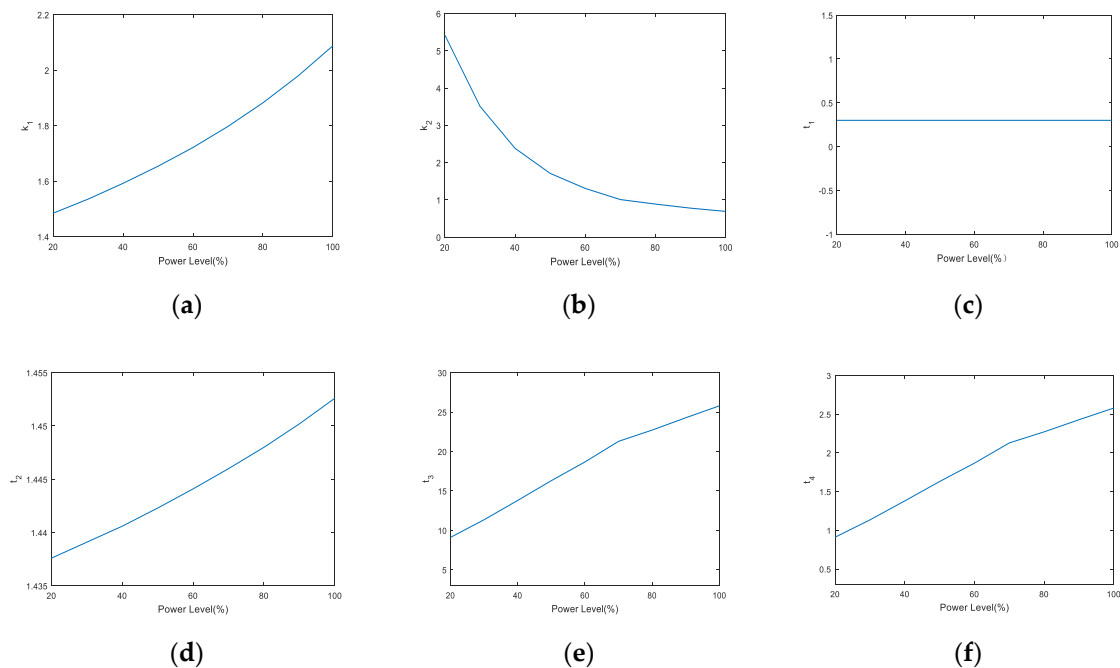 2.2
2
1.8
1.6
1.4
k1
20 40 60 80 100
Power Level(%)
(a)
6
5
4
3
2
1
0
k2
20 40 60 80 100
Power Level(%)
(b)
1.5
1
0.5
0
-0.5
-1
t1
20 40 60 80 100
Power Level(%）
(c)
1.455
1.45
1.445
1.44
1.435
t2
20 40 60 80 100
Power Level(%)
(d)
30
25
20
15
10
5
t3
20 40 60 80 100
Power Level(%)
(e)
3
2.5
2
1.5
1
0.5
t4
20 40 60 80 100
Power Level(%)
(f)